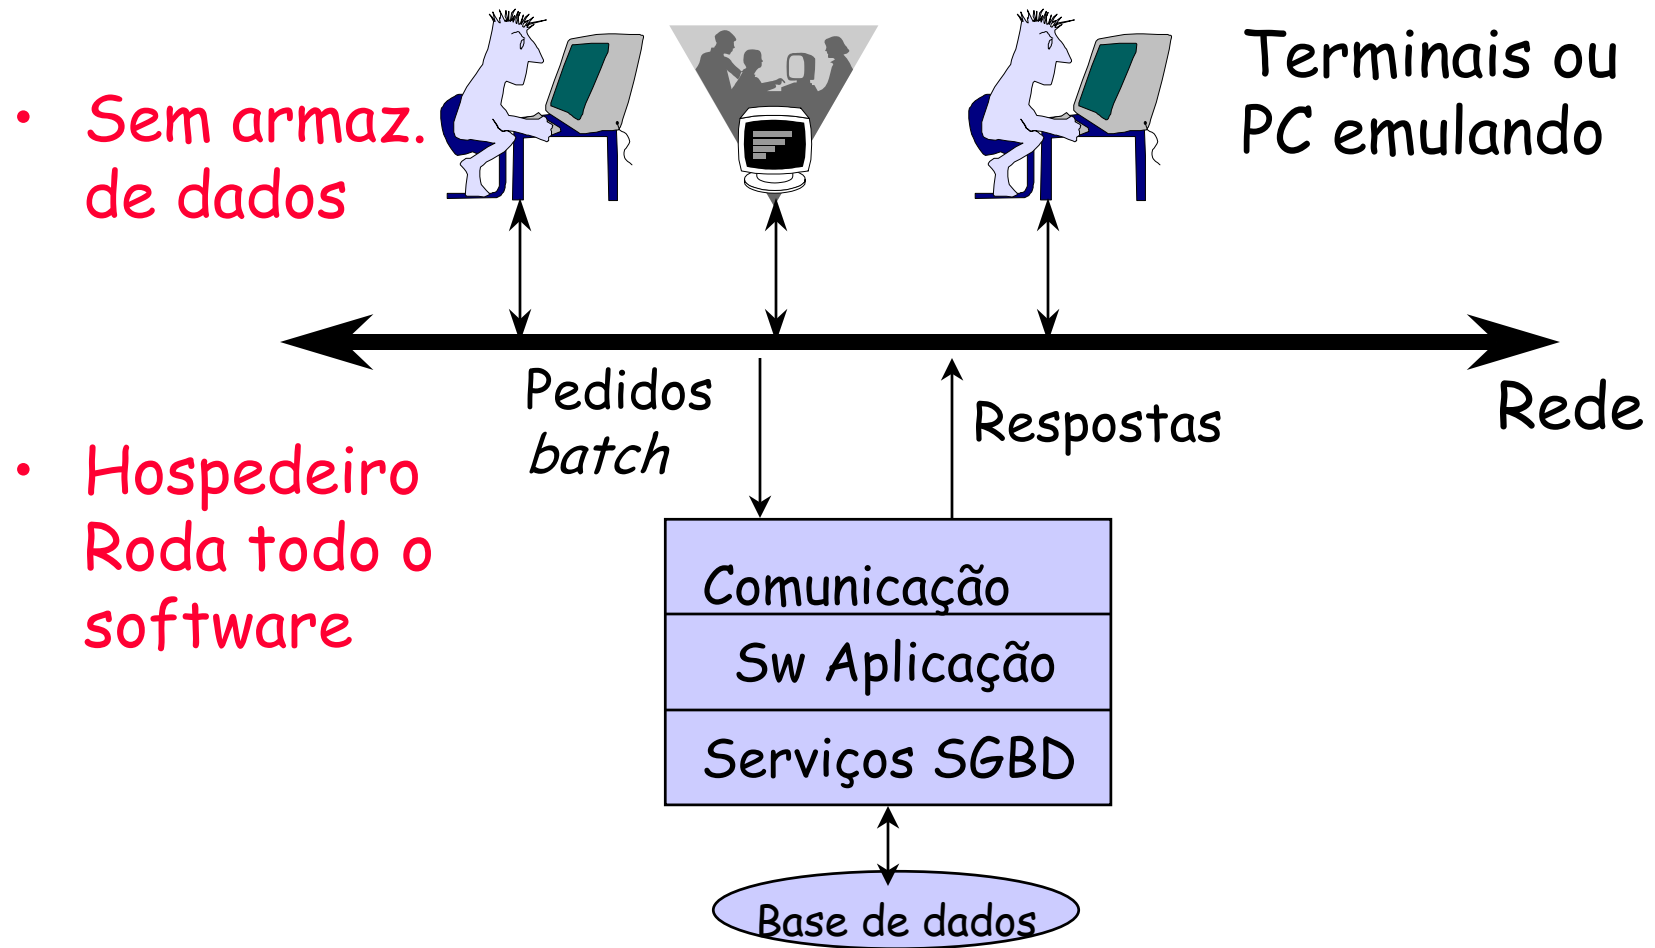 Terminais ou
PC emulando
• Sem armaz.
de dados
Rede
Pedidos
batch
Respostas
• Hospedeiro
Roda todo o
software
Comunicação
Sw Aplicação
Serviços SGBD
Base de dados